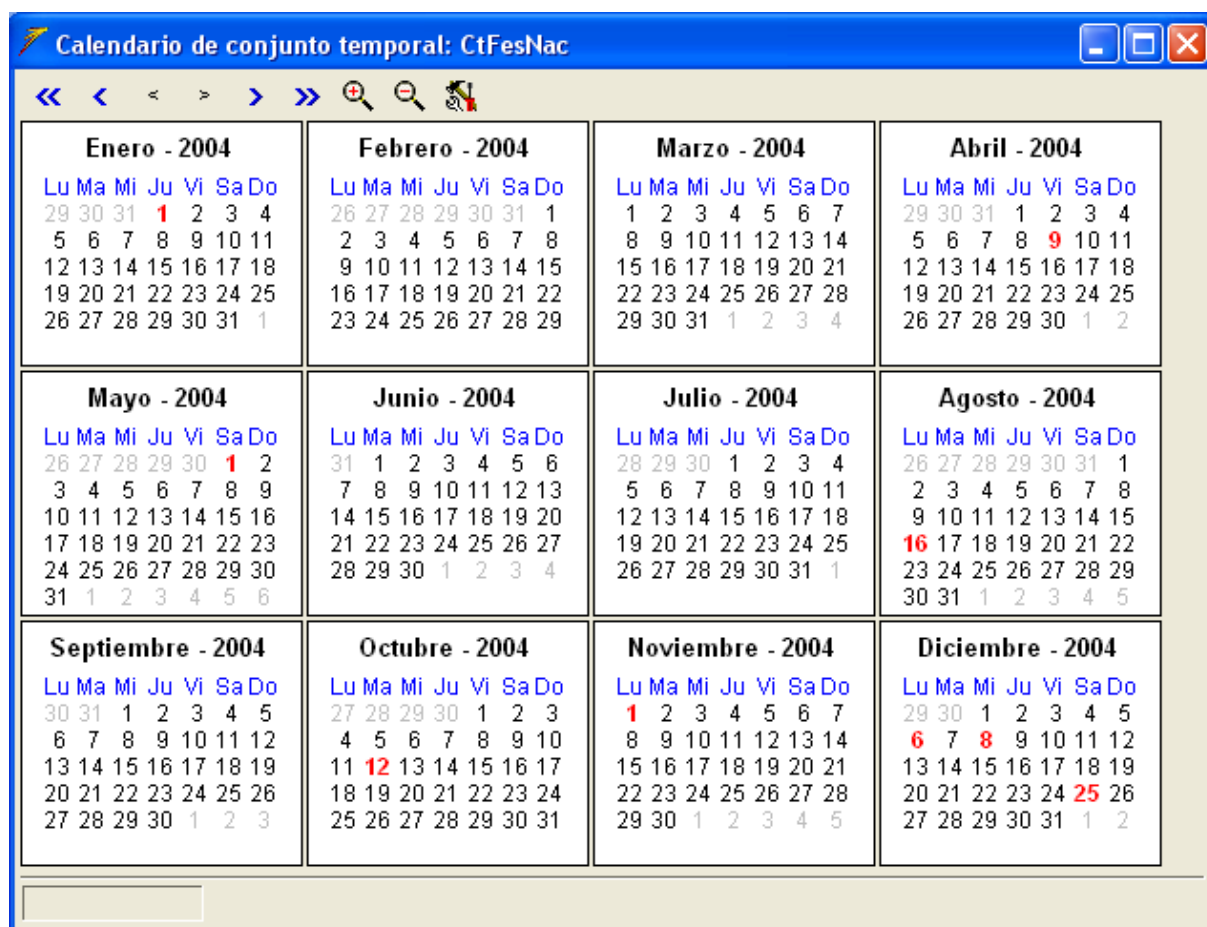 Calendario de conjunto temporal: CtFesNac
<< < < > > >>
Enero - 2004
Lu Ma Mi Ju Vi Sa Do
29 30 31 1 2 3 4
5 6 7 8 9 10 11
12 13 14 15 16 17 18
19 20 21 22 23 24 25
26 27 28 29 30 31 1
Febrero - 2004
Lu Ma Mi Ju Vi Sa Do
26 27 28 29 30 31 1
2 3 4 5 6 7 8
9 10 11 12 13 14 15
16 17 18 19 20 21 22
23 24 25 26 27 28 29
Marzo - 2004
Lu Ma Mi Ju Vi Sa Do
1 2 3 4 5 6 7
8 9 10 11 12 13 14
15 16 17 18 19 20 21
22 23 24 25 26 27 28
29 30 31 1 2 3 4
Abril - 2004
Lu Ma Mi Ju Vi Sa Do
29 30 31 1 2 3 4
5 6 7 8 9 10 11
12 13 14 15 16 17 18
19 20 21 22 23 24 25
26 27 28 29 30 1 2
Mayo - 2004
Lu Ma Mi Ju Vi Sa Do
26 27 28 29 30 1 2
3 4 5 6 7 8 9
10 11 12 13 14 15 16
17 18 19 20 21 22 23
24 25 26 27 28 29 30
31 1 2 3 4 5 6
Junio - 2004
Lu Ma Mi Ju Vi Sa Do
31 1 2 3 4 5 6
7 8 9 10 11 12 13
14 15 16 17 18 19 20
21 22 23 24 25 26 27
28 29 30 1 2 3 4
Julio - 2004
Lu Ma Mi Ju Vi Sa Do
28 29 30 1 2 3 4
5 6 7 8 9 10 11
12 13 14 15 16 17 18
19 20 21 22 23 24 25
26 27 28 29 30 31 1
Agosto - 2004
Lu Ma Mi Ju Vi Sa Do
26 27 28 29 30 31 1
2 3 4 5 6 7 8
9 10 11 12 13 14 15
16 17 18 19 20 21 22
23 24 25 26 27 28 29
30 31 1 2 3 4 5
Septiembre - 2004
Lu Ma Mi Ju Vi Sa Do
30 31 1 2 3 4 5
6 7 8 9 10 11 12
13 14 15 16 17 18 19
20 21 22 23 24 25 26
27 28 29 30 1 2 3
Octubre - 2004
Lu Ma Mi Ju Vi Sa Do
27 28 29 30 1 2 3
4 5 6 7 8 9 10
11 12 13 14 15 16 17
18 19 20 21 22 23 24
25 26 27 28 29 30 31
Noviembre - 2004
Lu Ma Mi Ju Vi Sa Do
1 2 3 4 5 6 7
8 9 10 11 12 13 14
15 16 17 18 19 20 21
22 23 24 25 26 27 28
29 30 1 2 3 4 5
Diciembre - 2004
Lu Ma Mi Ju Vi Sa Do
29 30 1 2 3 4 5
6 7 8 9 10 11 12
13 14 15 16 17 18 19
20 21 22 23 24 25 26
27 28 29 30 31 1 2